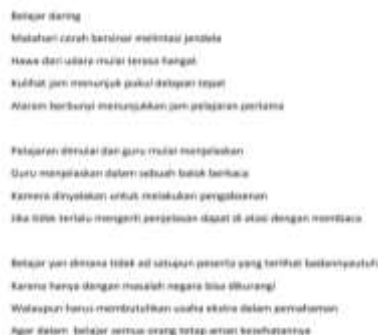 Belajar daring
Matahari cerah bersinar melintasi jendela
Hawa dari udara mulai terasa hangat
Kulihat jam menunjuk pukul delapan tepat
Alarem berbunyi menunjukkan jam pelajaran pertama
Pelajaran dimulai dan guru mulai menjelaskan
Guru menjelaskan dalam sebuah balok berkaca
Kamera dinyalakan untuk melakukan pengabsenan
Jika tidak terlalu mengerti penjelasan dapat di atasi dengan membaca
Belajar yan dimana tidak ad satupun peserta yang terlihat badannyautuh
Karena hanya dengan masalah negara bisa dikurangi
Walaupun harus membutuhkan usaha ekstra dalam pemahaman
Agar dalam belajar semua orang tetap aman kesehatannya